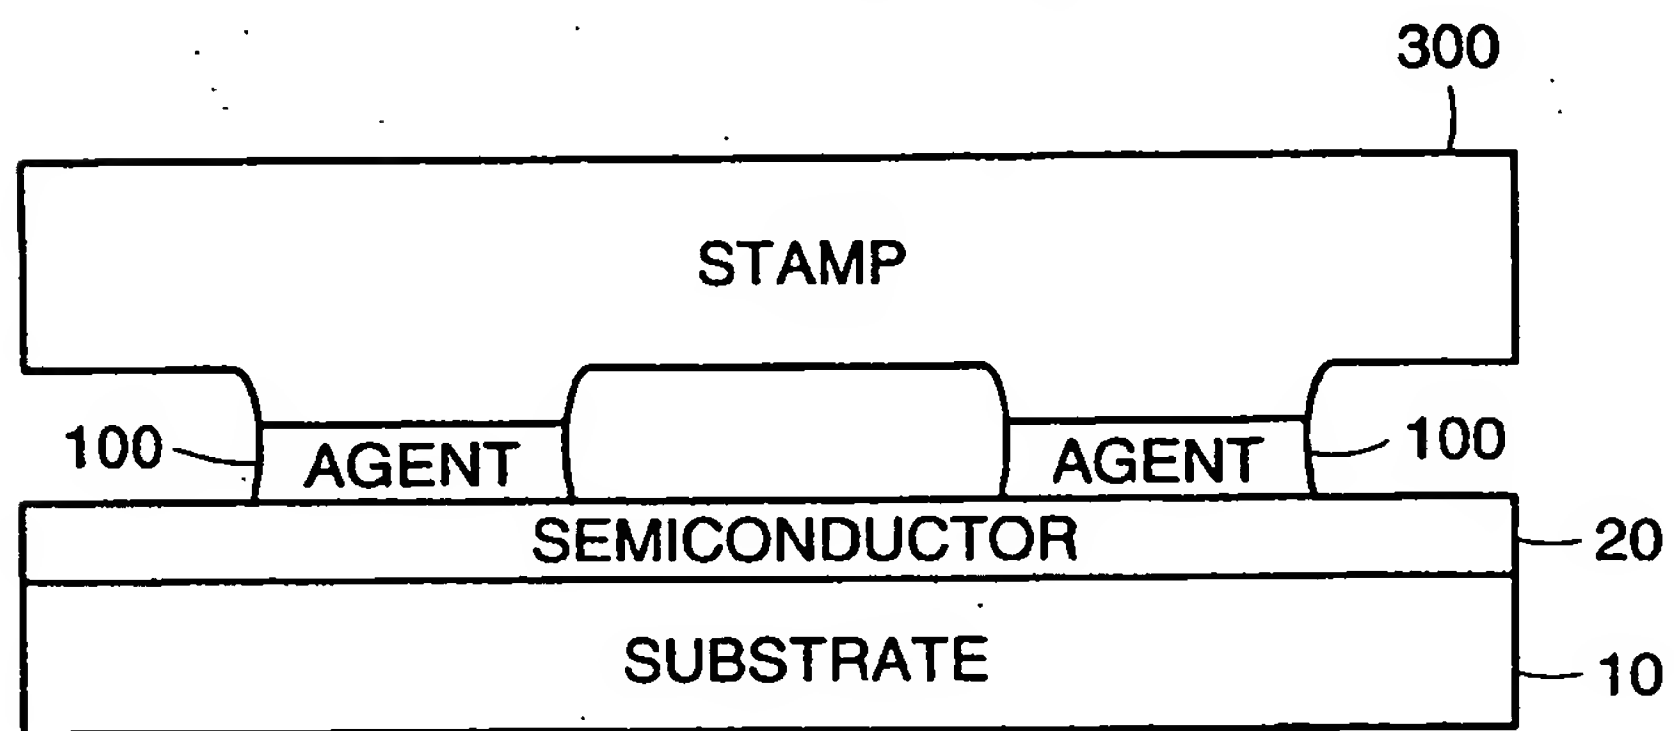 300
STAMP
100 AGENT AGENT 100
SEMICONDUCTOR 20
SUBSTRATE 10